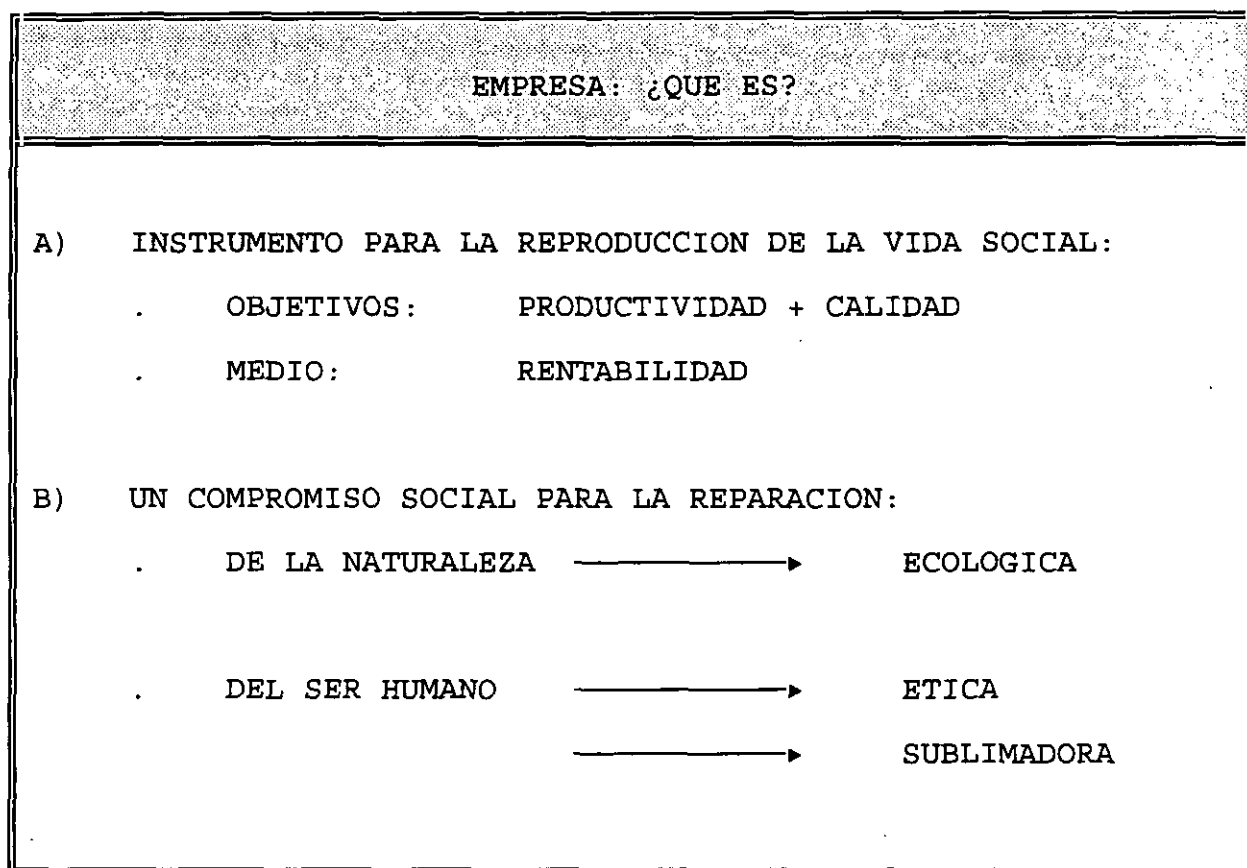 EMPRESA: ¿QUE ES?
A) INSTRUMENTO PARA LA REPRODUCCION DE LA VIDA SOCIAL:
. OBJETIVOS: PRODUCTIVIDAD + CALIDAD
. MEDIO: RENTABILIDAD
B) UN COMPROMISO SOCIAL PARA LA REPARACION:
. DE LA NATURALEZA ECOLOGICA
. DEL SER HUMANO ETICA
SUBLIMADORA